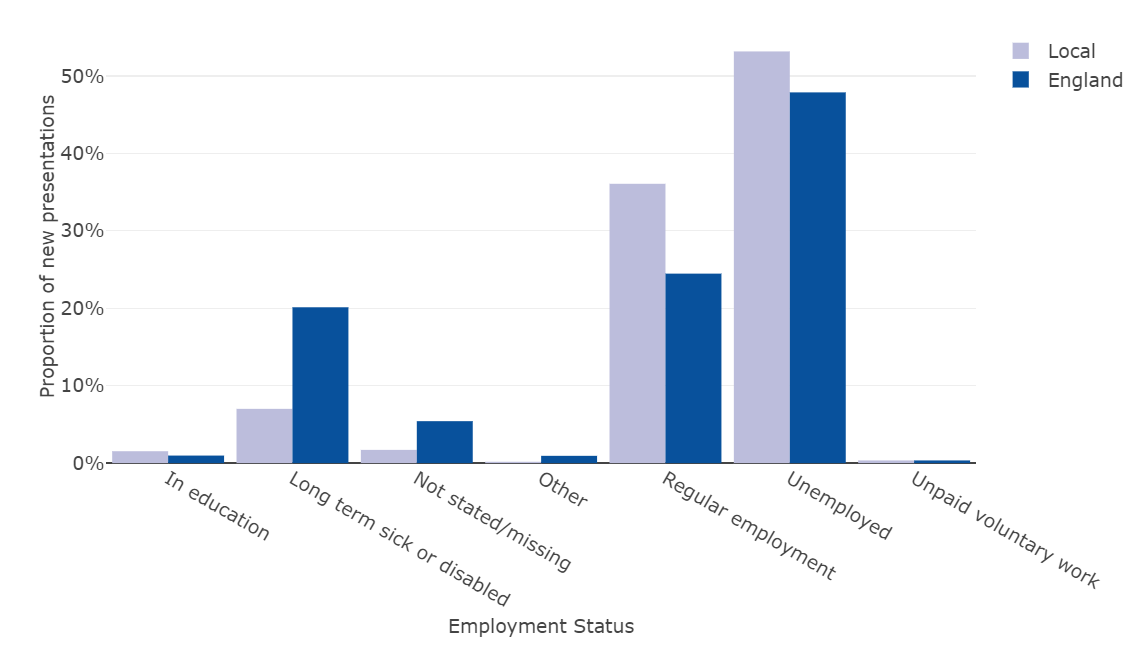 Local
England
Proportion of new presentations
50%
40%
30%
20%
10%
0%
In education
Long term sick or disabled
Not stated/missing
Other
Regular employment
Unemployed
Unpaid voluntary work
Employment Status